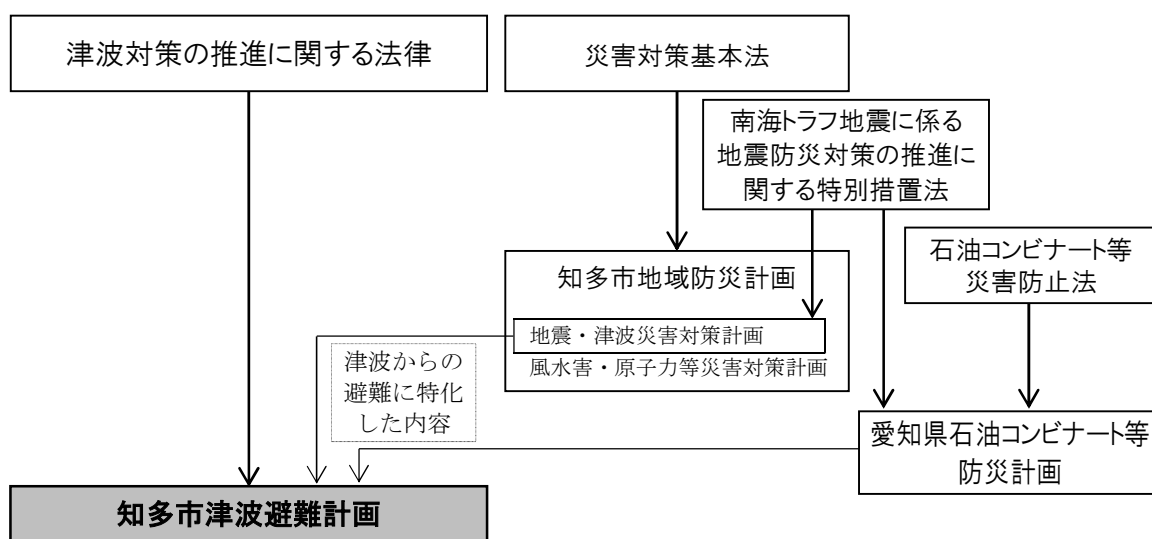 津波対策の推進に関する法律
災害対策基本法
南海トラフ地震に係る
地震防災対策の推進に
関する特別措置法
石油コンビナート等
災害防止法
知多市地域防災計画
地震・津波災害対策計画
風水害・原子力等災害対策計画
津波からの
避難に特化
した内容
愛知県石油コンビナート等
防災計画
知多市津波避難計画